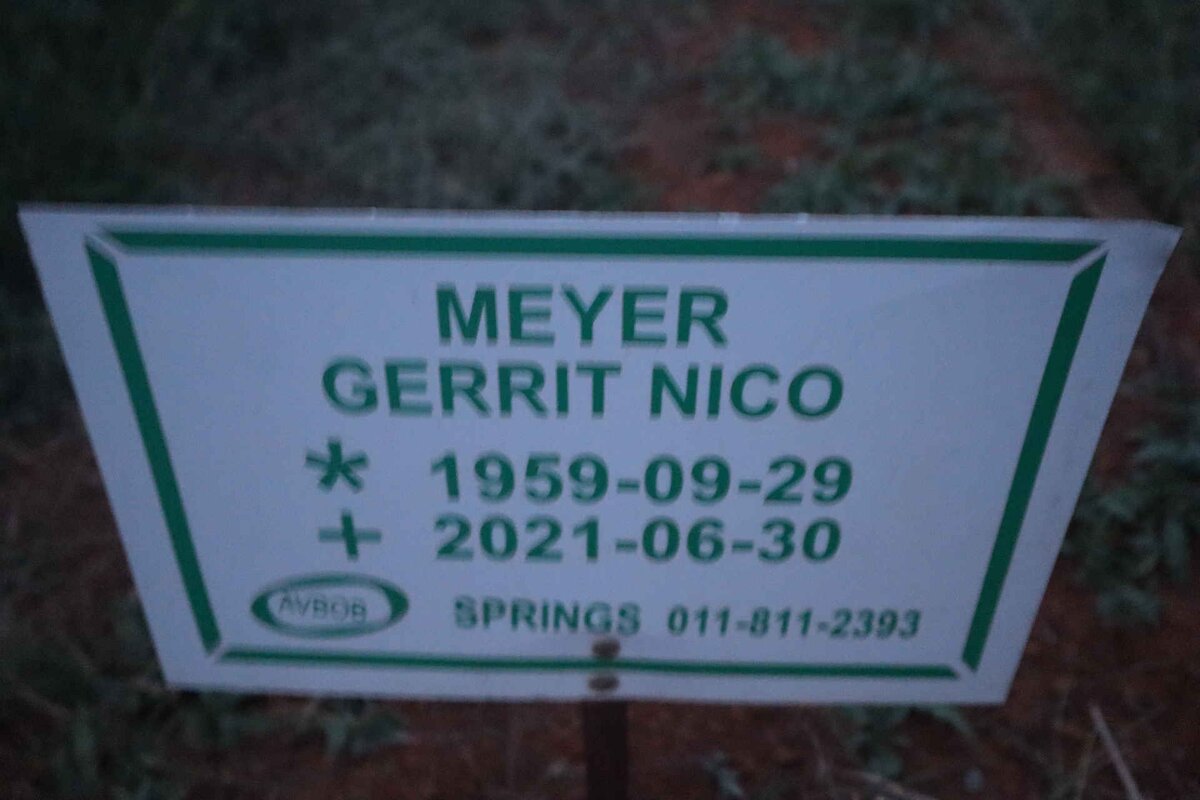 MEYER
GERRIT NICO
* 1959-09-29
+ 2021-06-30
AVBOB SPRINGS 011-811-2393